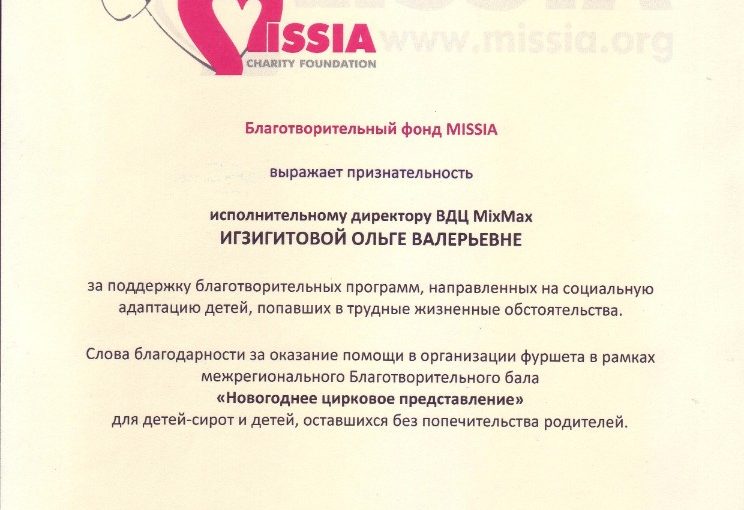 MISSIA
CHARITY FOUNDATION
www.missia.org
Благотворительный фонд MISSIA
выражает признательность
исполнительному директору ВДЦ MixMax
ИГЗИГИТОВОЙ ОЛЬГЕ ВАЛЕРЬЕВНЕ
за поддержку благотворительных программ, направленных на социальную
адаптацию детей, попавших в трудные жизненные обстоятельства.
Слова благодарности за оказание помощи в организации фуршета в рамках
межрегионального Благотворительного бала
«Новогоднее цирковое представление»
для детей-сирот и детей, оставшихся без попечительства родителей.